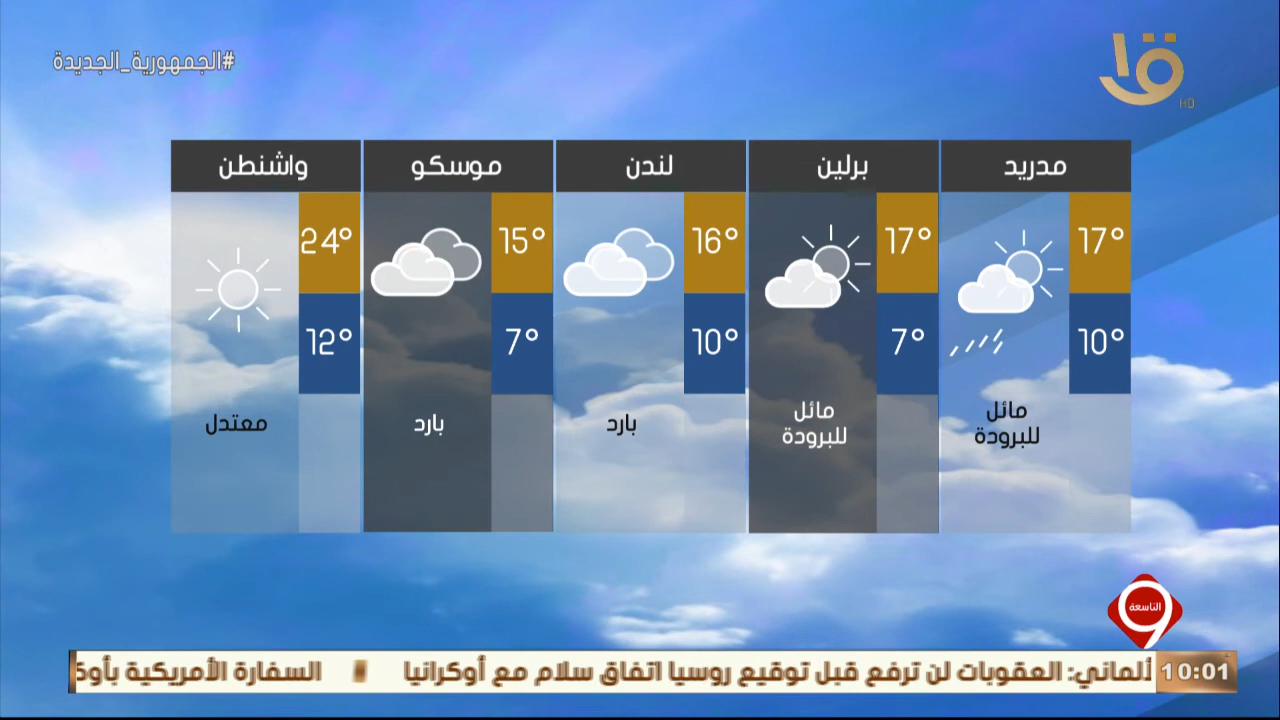 #الجمهورية_الجديدة
HD
مدريد
17°
10°
مائل
للبرودة
برلين
17°
7°
مائل
للبرودة
لندن
16°
10°
بارد
موسكو
15°
7°
بارد
واشنطن
24°
12°
معتدل
التاسعة
9
10:01
ألماني: العقوبات لن ترفع قبل توقيع روسيا اتفاق سلام مع أوكرانيا
السفارة الأمريكية